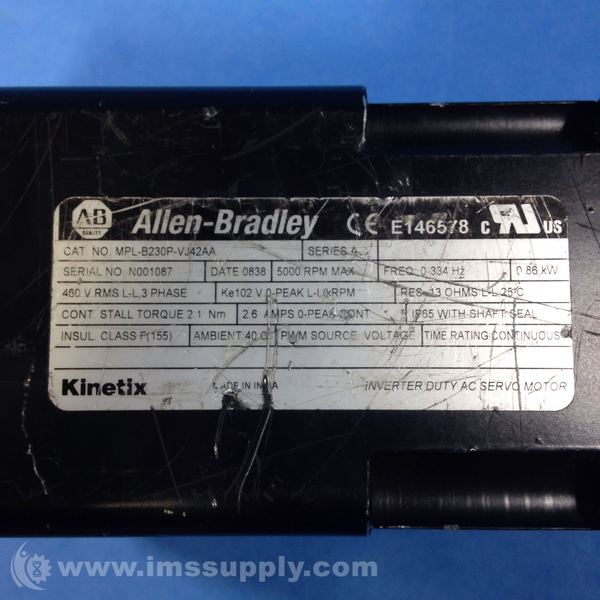 AB QUALITY Allen-Bradley CE E146578 c RU US
CAT. NO. MPL-B230P-VJ42AA SERIES A
SERIAL NO. N001087 DATE 0838 5000 RPM MAX FREQ. 0-334 Hz 0.86 kW
460 V RMS L-L,3 PHASE Ke102 V 0-PEAK L-L/kRPM RES. 13 OHMS L-L, 25°C
CONT. STALL TORQUE 2.1 Nm 2.6 AMPS 0-PEAK CONT. IP65 WITH SHAFT SEAL
INSUL. CLASS F(155) AMBIENT 40 C PWM SOURCE VOLTAGE TIME RATING CONTINUOUS
Kinetix MADE IN INDIA INVERTER DUTY AC SERVO MOTOR
IMS
http://www.imssupply.com/